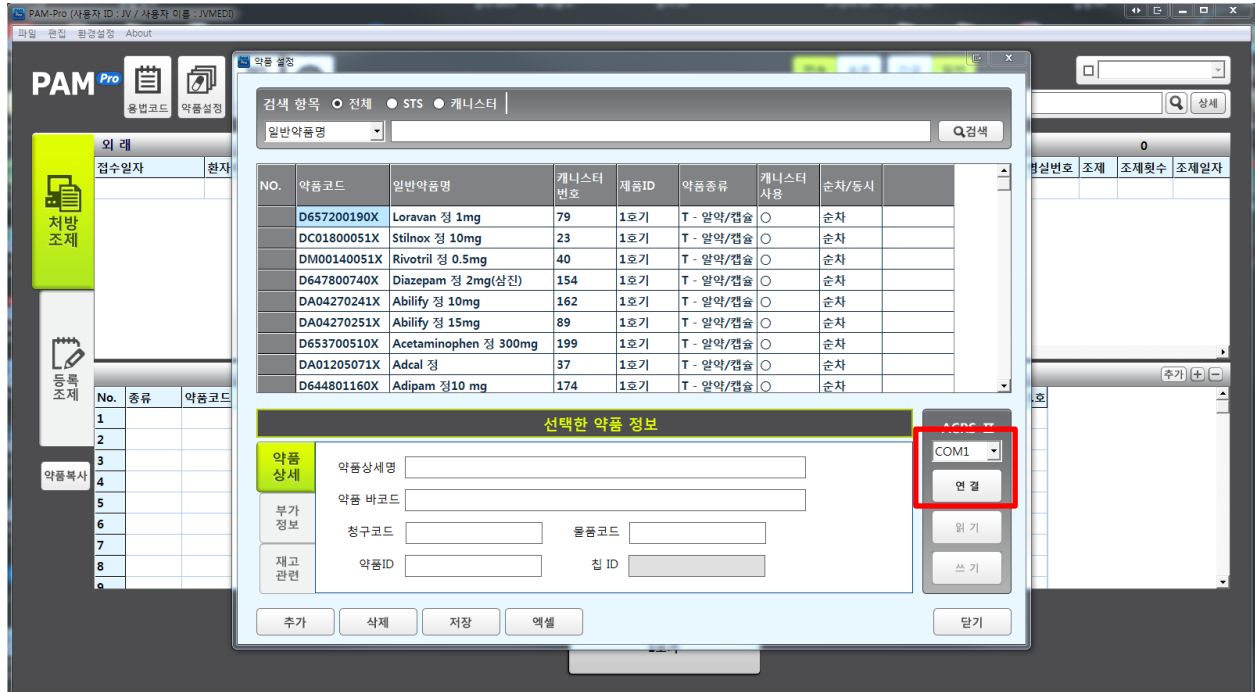 PAM-Pro (사용자 ID : JV / 사용자 이름 : JVMEDI)
파일 편집 환경설정 About
PAM Pro
용법코드 약품설정
상세
외 래 0
접수일자 환자 조제 조제횟수 조제일자
처방
조제
등록
조제
약품복사
추가
No. 종류 약품코드
1
2
3
4
5
6
7
8
약품 설정
검색 항목 전체 STS 캐니스터
일반약품명 검색
NO. 약품코드 일반약품명 캐니스터 번호 제품ID 약품종류 캐니스터 사용 순차/동시
D657200190X Loravan 정 1mg 79 1호기 T - 알약/캡슐 ○ 순차
DC01800051X Stilnox 정 10mg 23 1호기 T - 알약/캡슐 ○ 순차
DM00140051X Rivotril 정 0.5mg 40 1호기 T - 알약/캡슐 ○ 순차
D647800740X Diazepam 정 2mg(삼진) 154 1호기 T - 알약/캡슐 ○ 순차
DA04270241X Abilify 정 10mg 162 1호기 T - 알약/캡슐 ○ 순차
DA04270251X Abilify 정 15mg 89 1호기 T - 알약/캡슐 ○ 순차
D653700510X Acetaminophen 정 300mg 199 1호기 T - 알약/캡슐 ○ 순차
DA01205071X Adcal 정 37 1호기 T - 알약/캡슐 ○ 순차
D644801160X Adipam 정10 mg 174 1호기 T - 알약/캡슐 ○ 순차
선택한 약품 정보
약품
상세
부가
정보
재고
관련
약품상세명
약품 바코드
청구코드 물품코드
약품ID 칩 ID
COM1
연 결
읽 기
쓰 기
추가 삭제 저장 엑셀 닫기